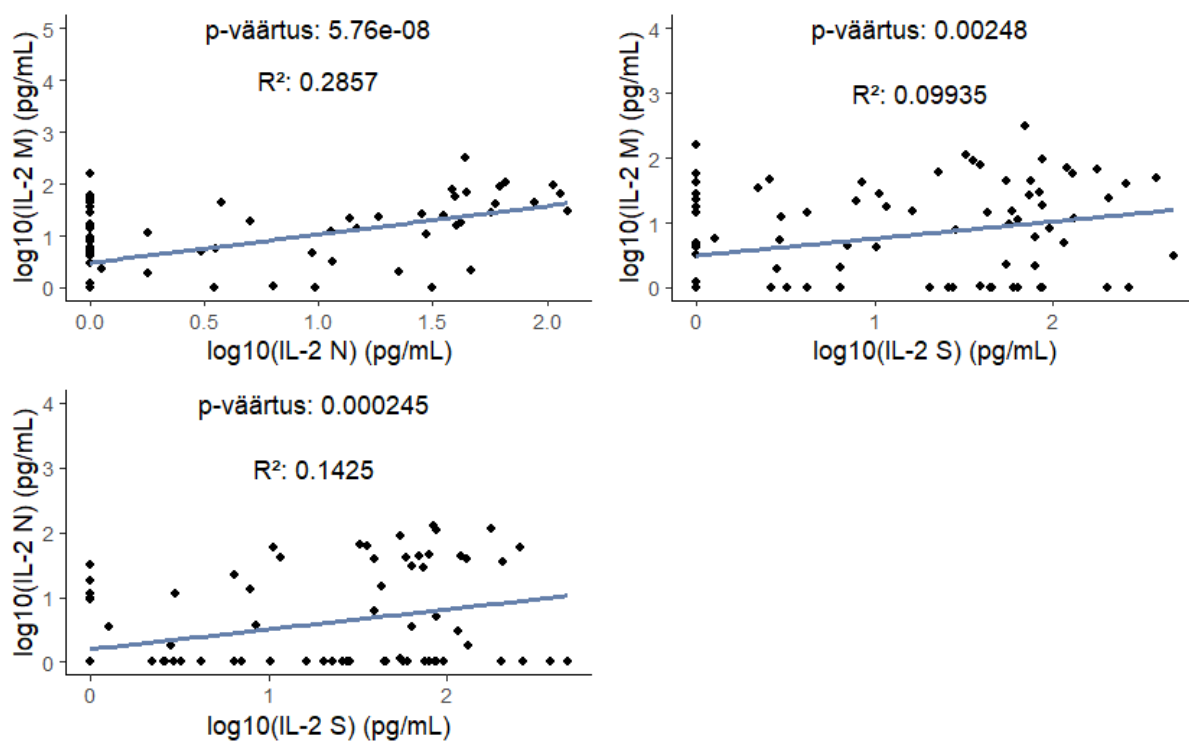 p-väärtus: 5.76e-08
R²: 0.2857
log10(IL-2 M) (pg/mL)
5
4
3
2
1
0
0.0 0.5 1.0 1.5 2.0
log10(IL-2 N) (pg/mL)
p-väärtus: 0.00248
R²: 0.09935
log10(IL-2 M) (pg/mL)
4
3
2
1
0
0 1 2
log10(IL-2 S) (pg/mL)
p-väärtus: 0.000245
R²: 0.1425
log10(IL-2 N) (pg/mL)
4
3
2
1
0
0 1 2
log10(IL-2 S) (pg/mL)